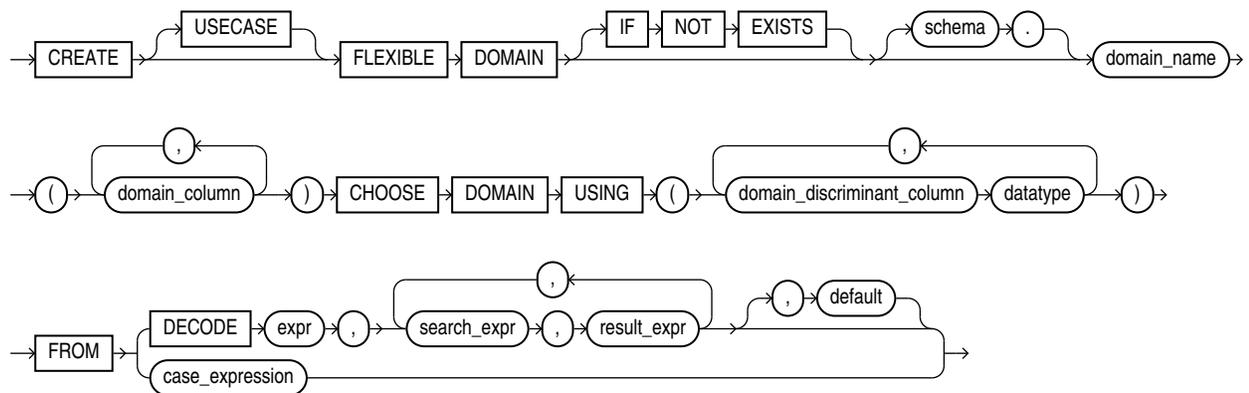 USECASE IF NOT EXISTS schema .
CREATE FLEXIBLE DOMAIN domain_name
, ,
( domain_column ) CHOOSE DOMAIN USING ( domain_discriminant_column datatype )
,
, default
DECODE expr , search_expr , result_expr
FROM
case_expression